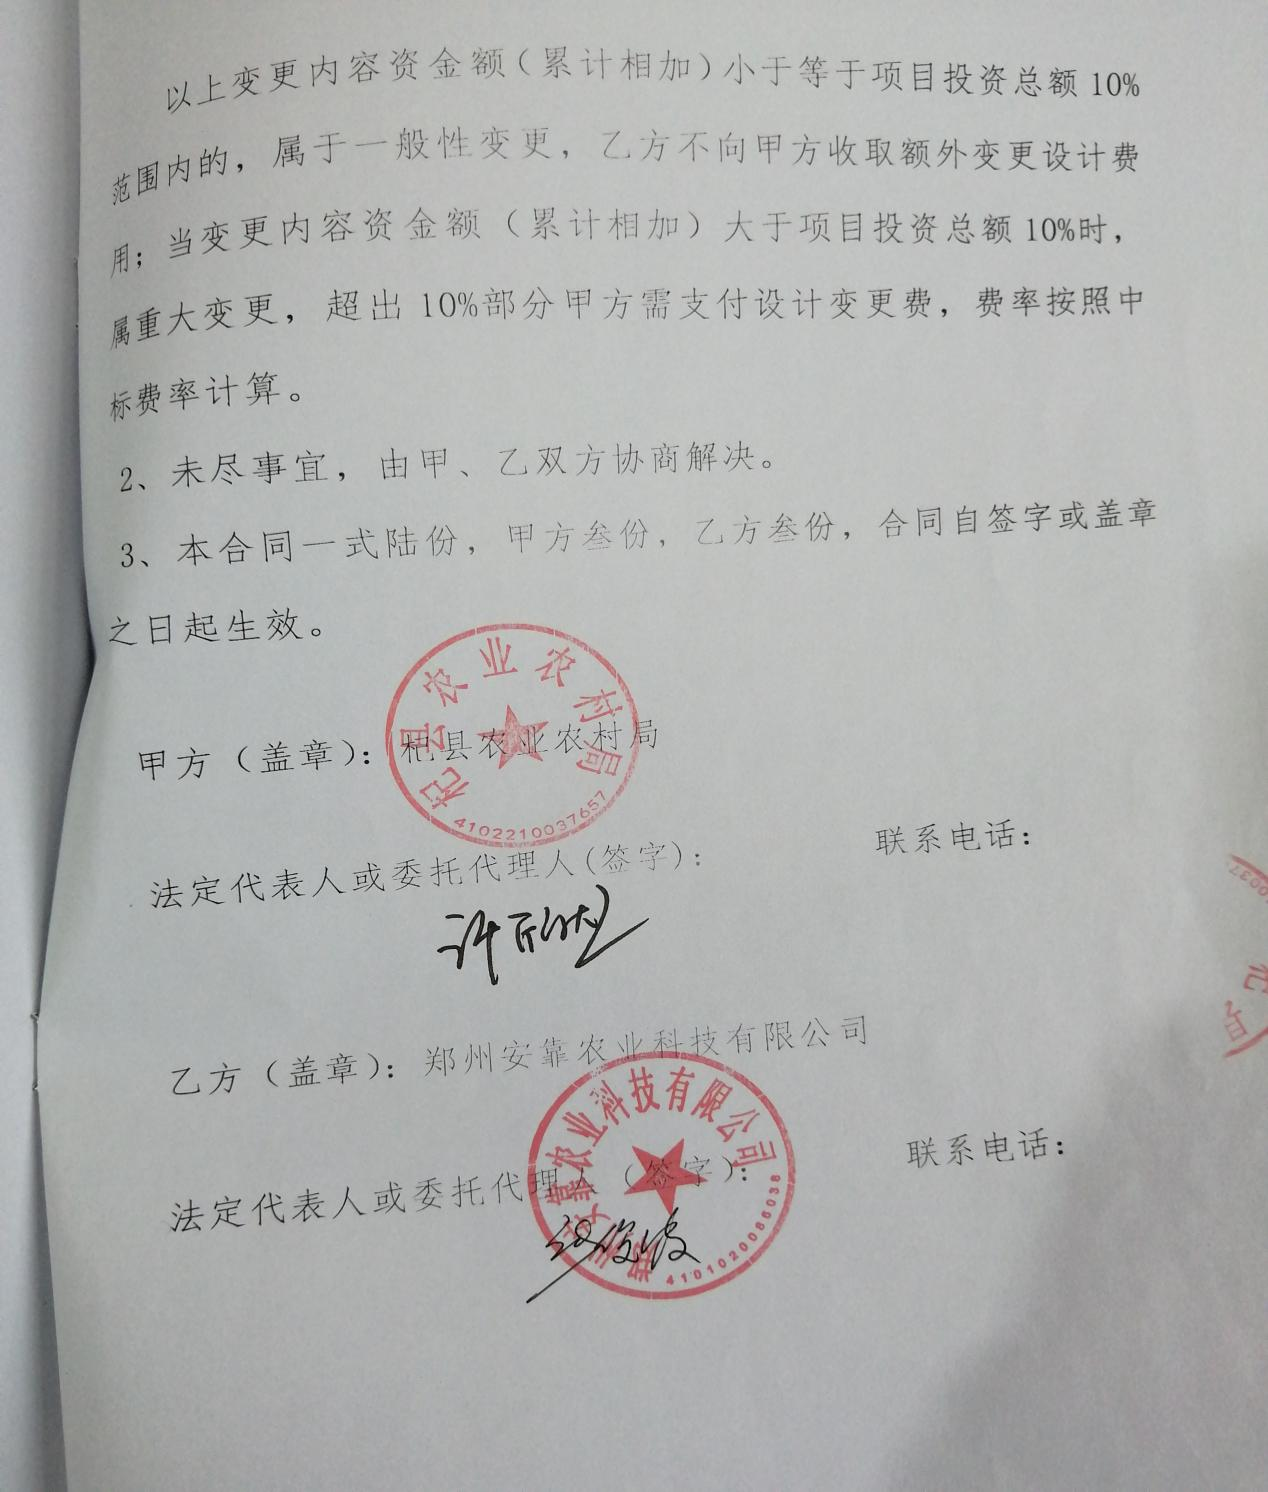 以上变更内容资金额（累计相加）小于等于项目投资总额10%
范围内的，属于一般性变更，乙方不向甲方收取额外变更设计费
用；当变更内容资金额（累计相加）大于项目投资总额10%时，
属重大变更，超出10%部分甲方需支付设计变更费，费率按照中
标费率计算。
2、未尽事宜，由甲、乙双方协商解决。
3、本合同一式陆份，甲方叁份，乙方叁份，合同自签字或盖章
之日起生效。
甲方（盖章）：杞县农业农村局
杞县农业农村局
4102210037657
法定代表人或委托代理人(签字)：
联系电话：
乙方（盖章）：郑州安靠农业科技有限公司
郑州安靠农业科技有限公司
4101020086038
法定代表人或委托代理人（签字）：
联系电话：